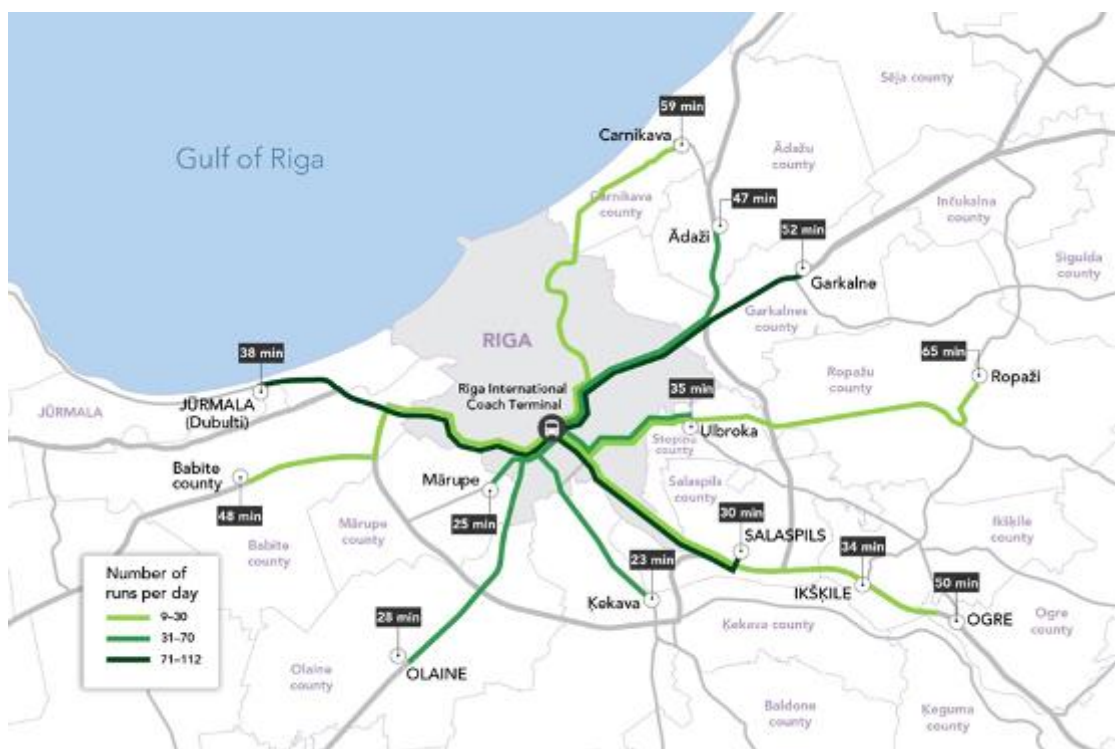 Sēja county
59 min
Carnikava
Gulf of Riga
Ādažu
county
Carnikava
county
47 min
Inčukalna
county
Ādaži
52 min
Sigulda
county
Garkalne
Garkalnes
county
RIGA
38 min
65 min
Ropažu
county
Ropaži
Riga International
Coach Terminal
35 min
JŪRMALA
JŪRMALA
(Dubulti)
Ulbroka
Stopiņu
county
Babite
county
Mārupe
Salaspils
county
48 min
25 min
30 min
SALASPILS
Mārupe
county
Ikšķile
county
34 min
Babite
county
IKŠĶILE
23 min
50 min
Ķekava
OGRE
Ķekava county
Ogre
county
Number of
runs per day
9–30
31–70
71–112
28 min
OLAINE
Olaine
county
Baldone
county
Ķeguma
county